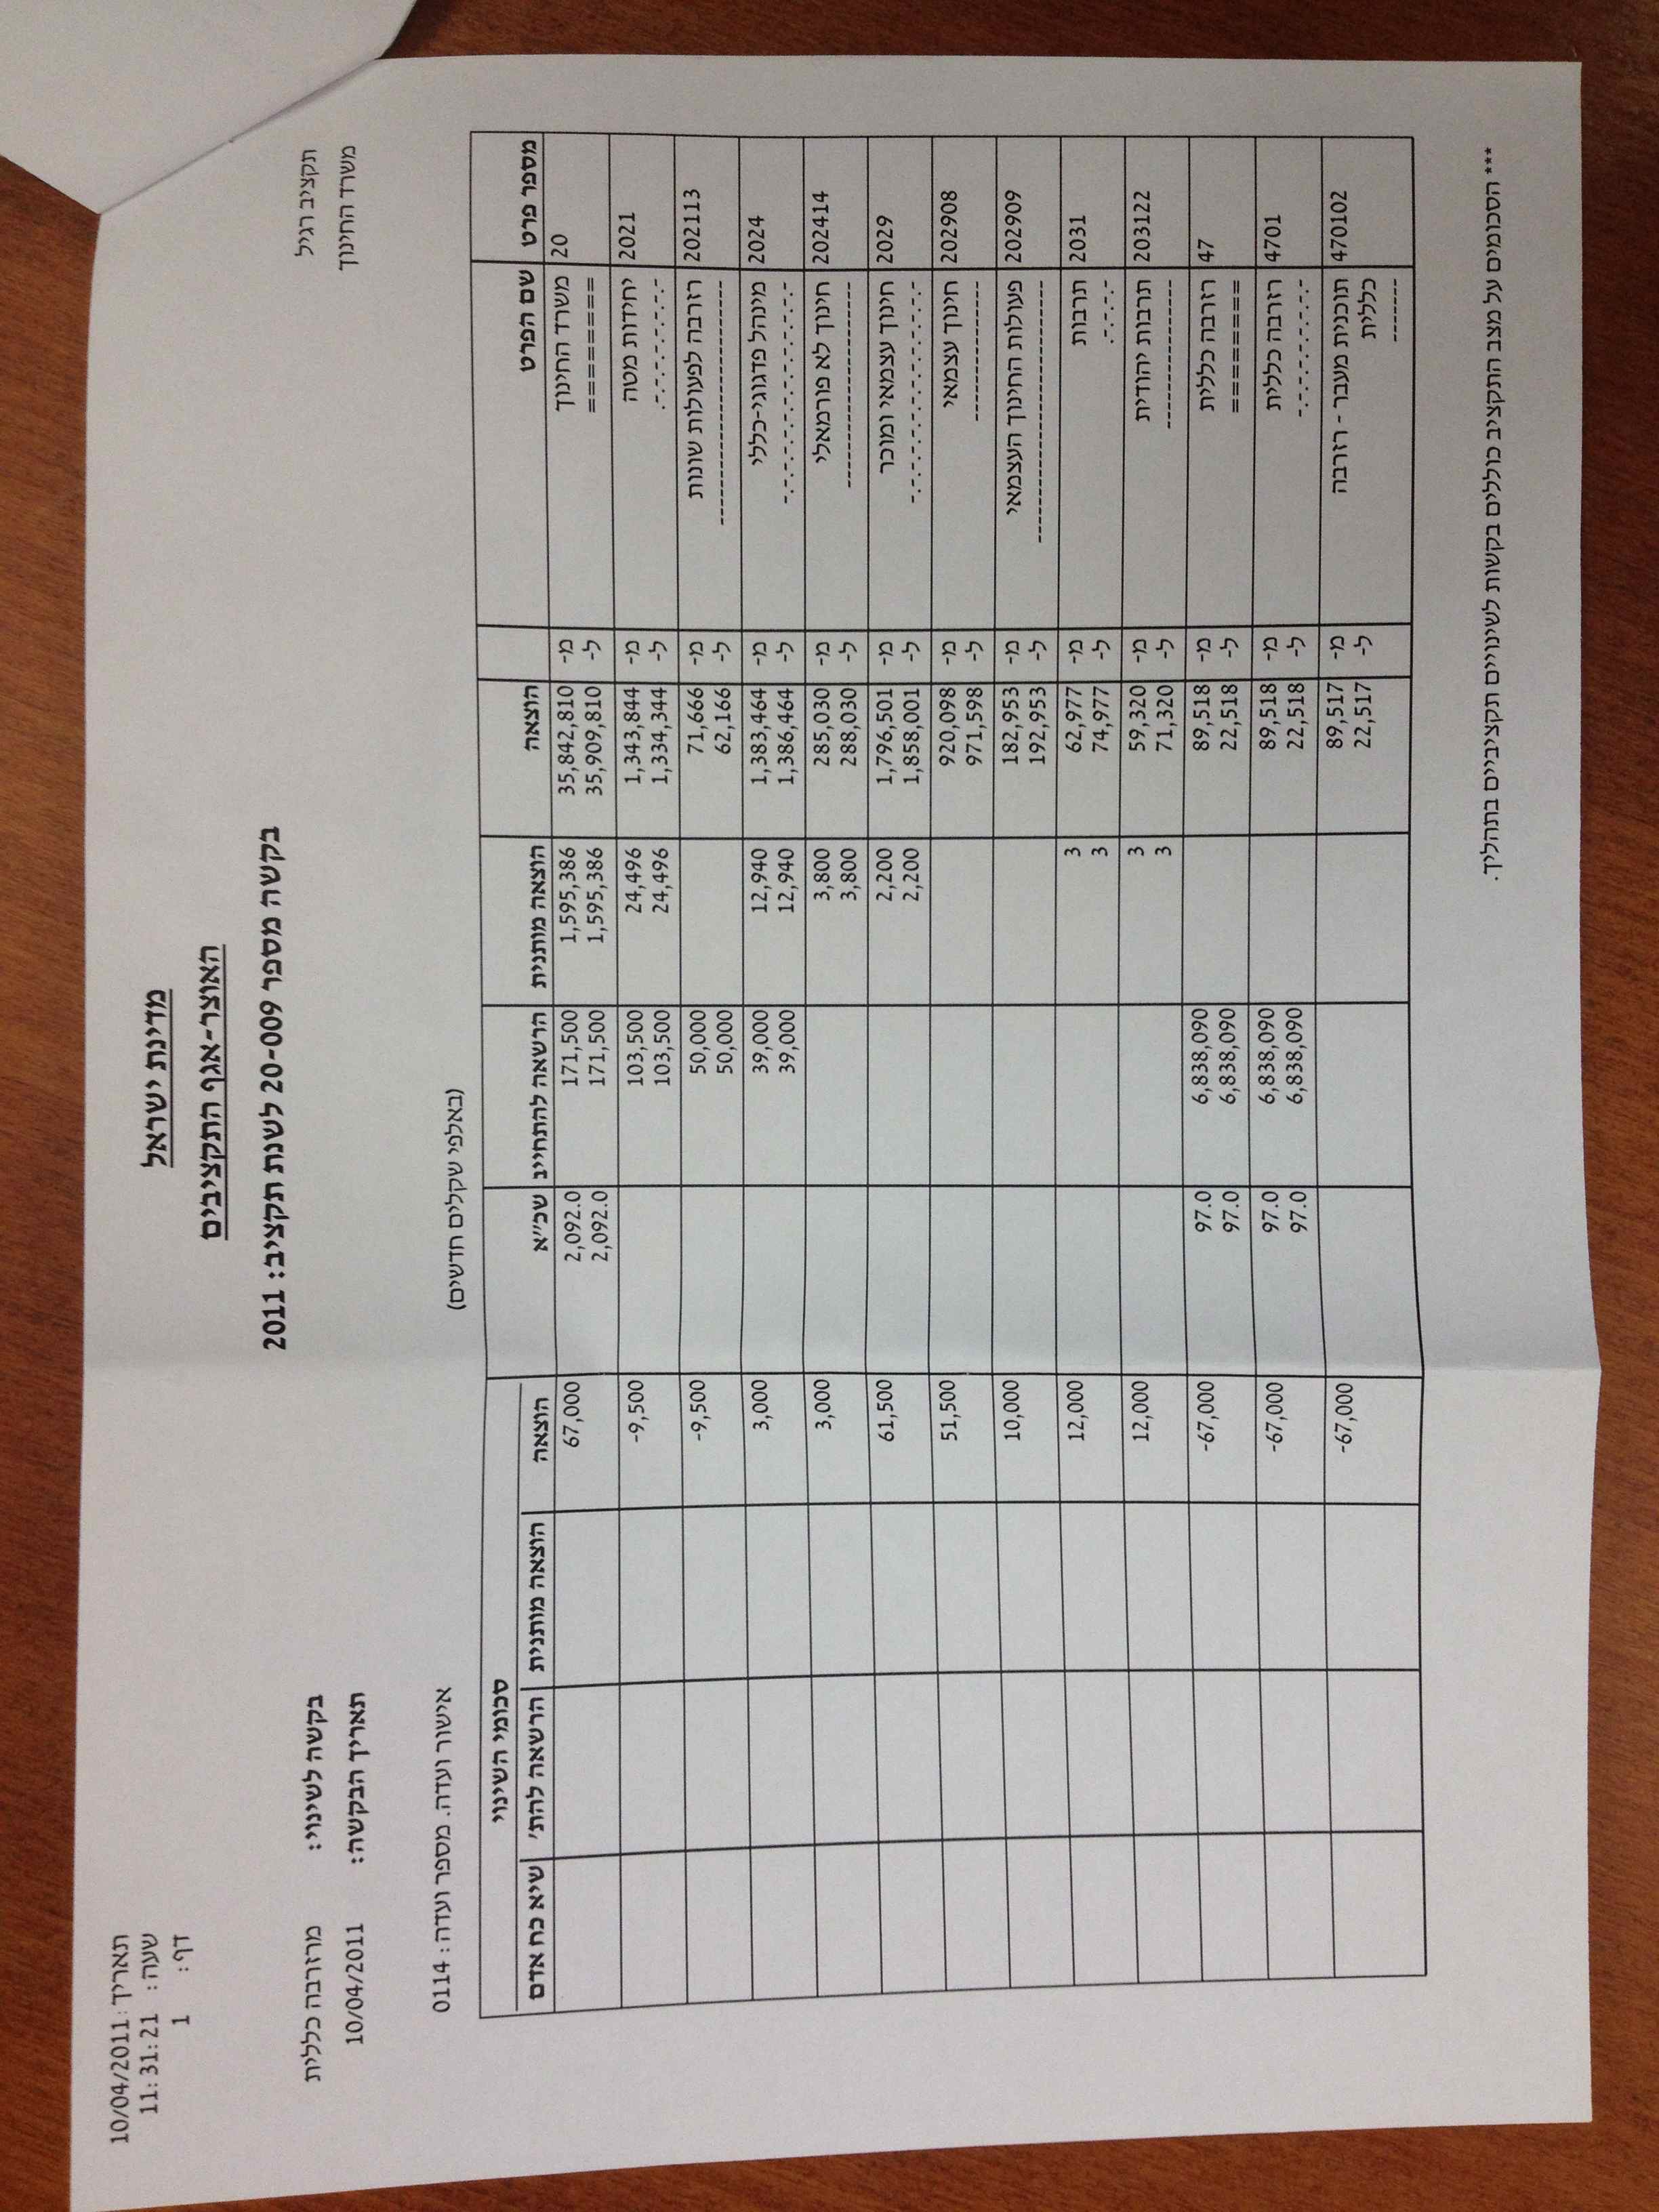 תאריך: 10/04/2011
שעה: 11:31:21
דף: 1
מדינת ישראל
האוצר-אגף התקציבים
בקשה מספר 20-009 לשנת תקציב: 2011
תקציב רגיל
בקשה לשינוי: מרזרבה כללית
משרד החינוך
תאריך הבקשה: 10/04/2011
(באלפי שקלים חדשים)
אישור ועדה. מספר ועדה: 0114
סכומי השינוי
מספר פרט שם הפרט הוצאה הוצאה מותנית הרשאה להתחייב שכ"א הוצאה הוצאה מותנית הרשאה להת' שיא כח אדם
20 משרד החינוך מ- 35,842,810 1,595,386 171,500 2,092.0 67,000
======== ל- 35,909,810 1,595,386 171,500 2,092.0
2021 יחידות מטה מ- 1,343,844 24,496 103,500 -9,500
.-.-.-.-.-.- ל- 1,334,344 24,496 103,500
202113 רזרבה לפעולות שונות מ- 71,666 50,000 -9,500
--------------------- ל- 62,166 50,000
2024 מינהל פדגוגי-כללי מ- 1,383,464 12,940 39,000 3,000
-.-.-.-.-.-.-.-.-.- ל- 1,386,464 12,940 39,000
202414 חינוך לא פורמאלי מ- 285,030 3,800 3,000
------------------ ל- 288,030 3,800
2029 חינוך עצמאי ומוכר מ- 1,796,501 2,200 61,500
-.-.-.-.-.-.-.-.-.- ל- 1,858,001 2,200
202908 חינוך עצמאי מ- 920,098 51,500
------------ ל- 971,598
202909 פעולות החינוך העצמאי מ- 182,953 10,000
---------------------- ל- 192,953
2031 תרבות מ- 62,977 3 12,000
.-.-.- ל- 74,977 3
203122 תרבות יהודית מ- 59,320 3 12,000
------------- ל- 71,320 3
47 רזרבה כללית מ- 89,518 6,838,090 97.0 -67,000
======== ל- 22,518 6,838,090 97.0
4701 רזרבה כללית מ- 89,518 6,838,090 97.0 -67,000
-.-.-.-.-.-.- ל- 22,518 6,838,090 97.0
470102 תוכנית מעבר - רזרבה מ- 89,517 -67,000
כללית ל- 22,517
------
*** הסכומים על מצב התקציב כוללים בקשות לשינויים תקציביים בתהליך.